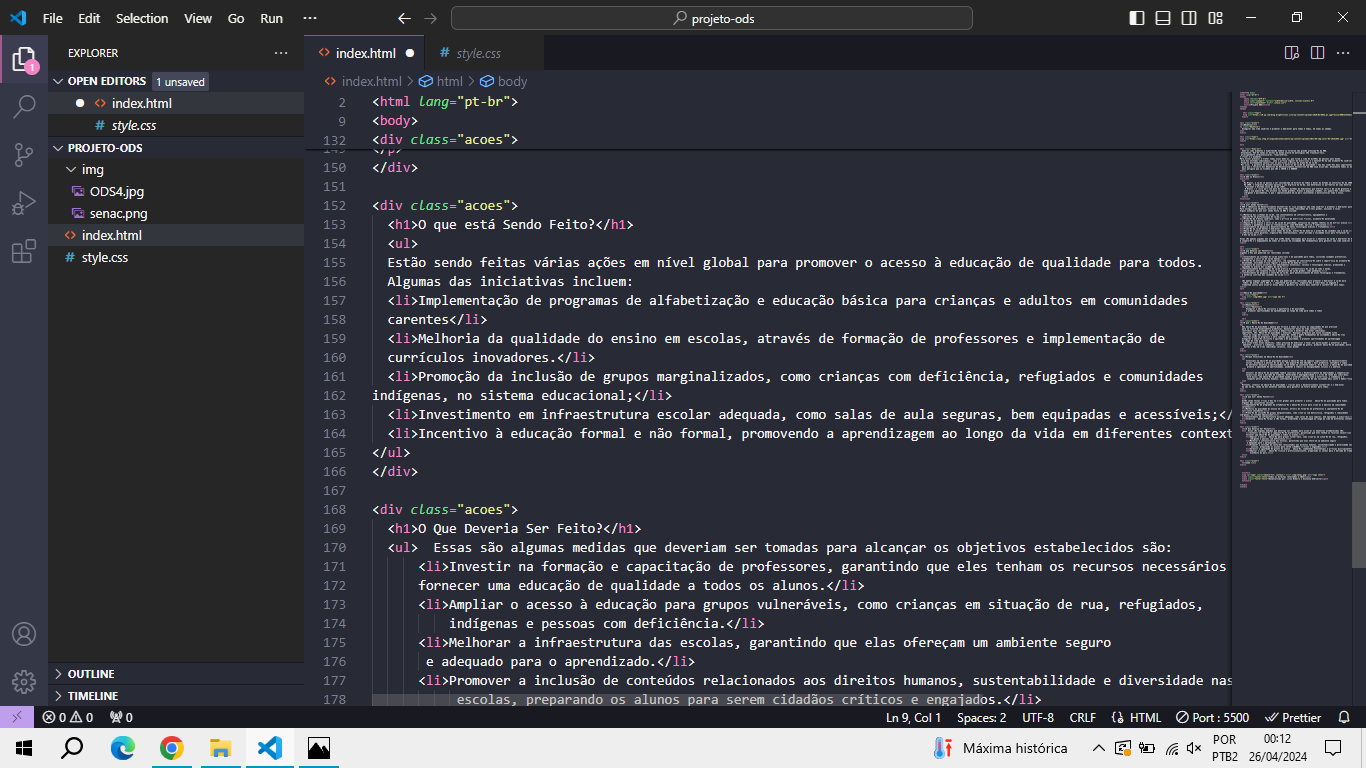 File Edit Selection View Go Run ··· projeto-ods
EXPLORER ···
OPEN EDITORS 1 unsaved
index.html
style.css
PROJETO-ODS
img
ODS4.jpg
senac.png
index.html
style.css
OUTLINE
TIMELINE
index.html style.css
index.html > html > body
2 <html lang="pt-br">
9 <body>
132 <div class="acoes">
149 </p>
150 </div>
151
152 <div class="acoes">
153 <h1>O que está Sendo Feito?</h1>
154 <ul>
155 Estão sendo feitas várias ações em nível global para promover o acesso à educação de qualidade para todos.
156 Algumas das iniciativas incluem:
157 <li>Implementação de programas de alfabetização e educação básica para crianças e adultos em comunidades
158 carentes</li>
159 <li>Melhoria da qualidade do ensino em escolas, através de formação de professores e implementação de
160 currículos inovadores.</li>
161 <li>Promoção da inclusão de grupos marginalizados, como crianças com deficiência, refugiados e comunidades
162 indígenas, no sistema educacional;</li>
163 <li>Investimento em infraestrutura escolar adequada, como salas de aula seguras, bem equipadas e acessíveis;</
164 <li>Incentivo à educação formal e não formal, promovendo a aprendizagem ao longo da vida em diferentes context
165 </ul>
166 </div>
167
168 <div class="acoes">
169 <h1>O Que Deveria Ser Feito?</h1>
170 <ul> Essas são algumas medidas que deveriam ser tomadas para alcançar os objetivos estabelecidos são:
171 <li>Investir na formação e capacitação de professores, garantindo que eles tenham os recursos necessários
172 fornecer uma educação de qualidade a todos os alunos.</li>
173 <li>Ampliar o acesso à educação para grupos vulneráveis, como crianças em situação de rua, refugiados,
174 indígenas e pessoas com deficiência.</li>
175 <li>Melhorar a infraestrutura das escolas, garantindo que elas ofereçam um ambiente seguro
176 e adequado para o aprendizado.</li>
177 <li>Promover a inclusão de conteúdos relacionados aos direitos humanos, sustentabilidade e diversidade nas
178 escolas, preparando os alunos para serem cidadãos críticos e engajados.</li>
0 0 0 Ln 9, Col 1 Spaces: 2 UTF-8 CRLF HTML Port : 5500 Prettier
Máxima histórica POR PTB2 00:12 26/04/2024